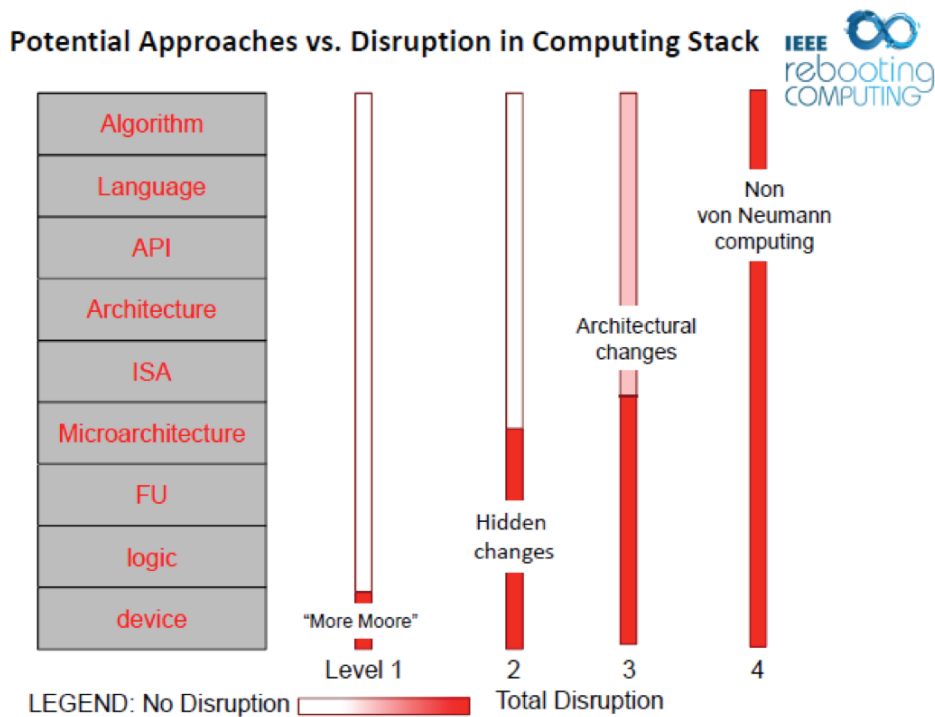 Potential Approaches vs. Disruption in Computing Stack
IEEE
rebooting
COMPUTING
Algorithm
Language
API
Architecture
ISA
Microarchitecture
FU
logic
device
"More Moore"
Hidden
changes
Architectural
changes
Non
von Neumann
computing
Level 1
2
3
4
LEGEND: No Disruption
Total Disruption